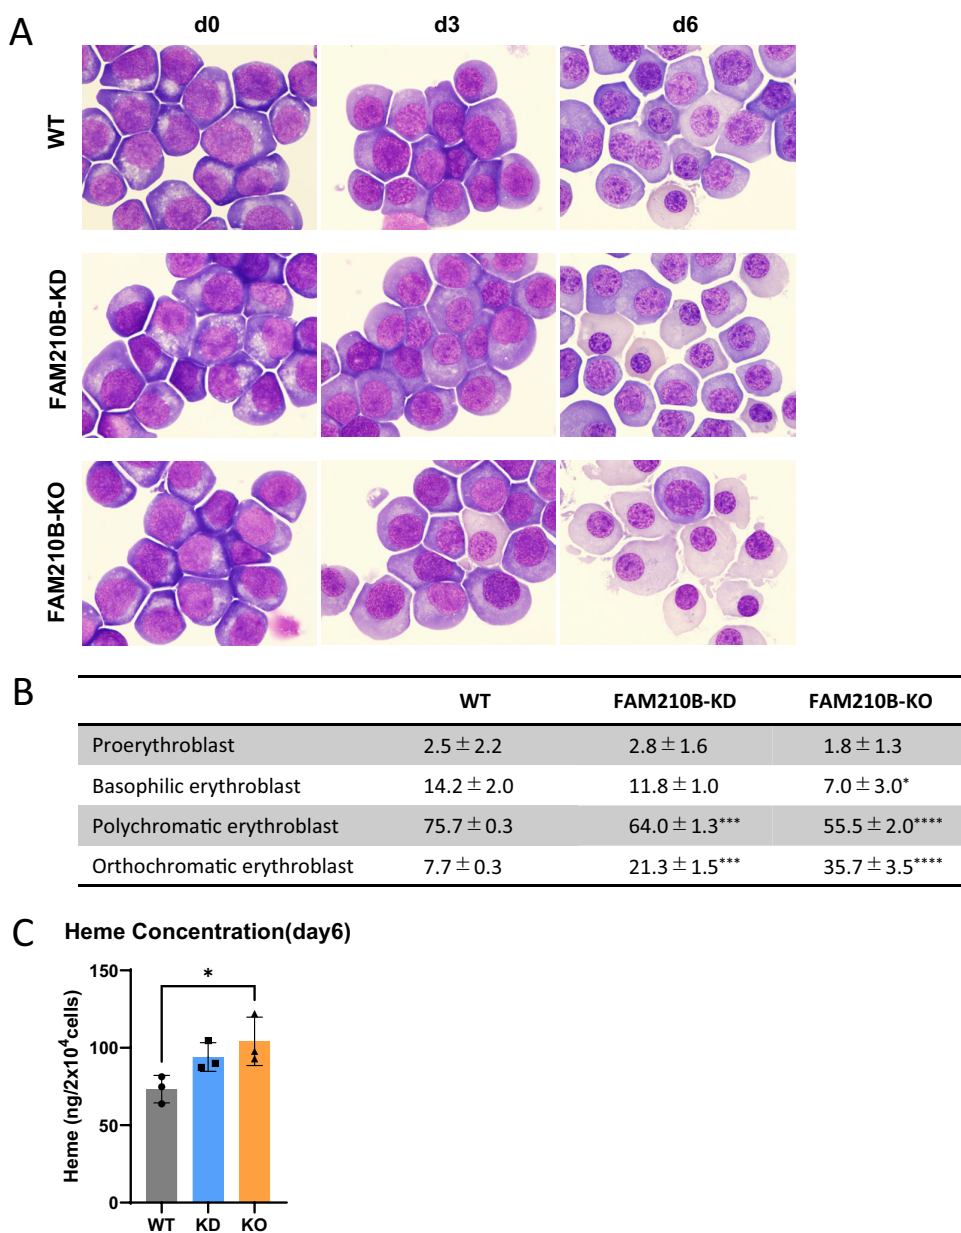 A
d0 d3 d6
WT
FAM210B-KD
FAM210B-KO
B
WT FAM210B-KD FAM210B-KO
Proerythroblast 2.5 ± 2.2 2.8 ± 1.6 1.8 ± 1.3
Basophilic erythroblast 14.2 ± 2.0 11.8 ± 1.0 7.0 ± 3.0*
Polychromatic erythroblast 75.7 ± 0.3 64.0 ± 1.3*** 55.5 ± 2.0****
Orthochromatic erythroblast 7.7 ± 0.3 21.3 ± 1.5*** 35.7 ± 3.5****
C Heme Concentration(day6)
*
Heme (ng/2x10⁴cells)
150
100
50
0
WT KD KO